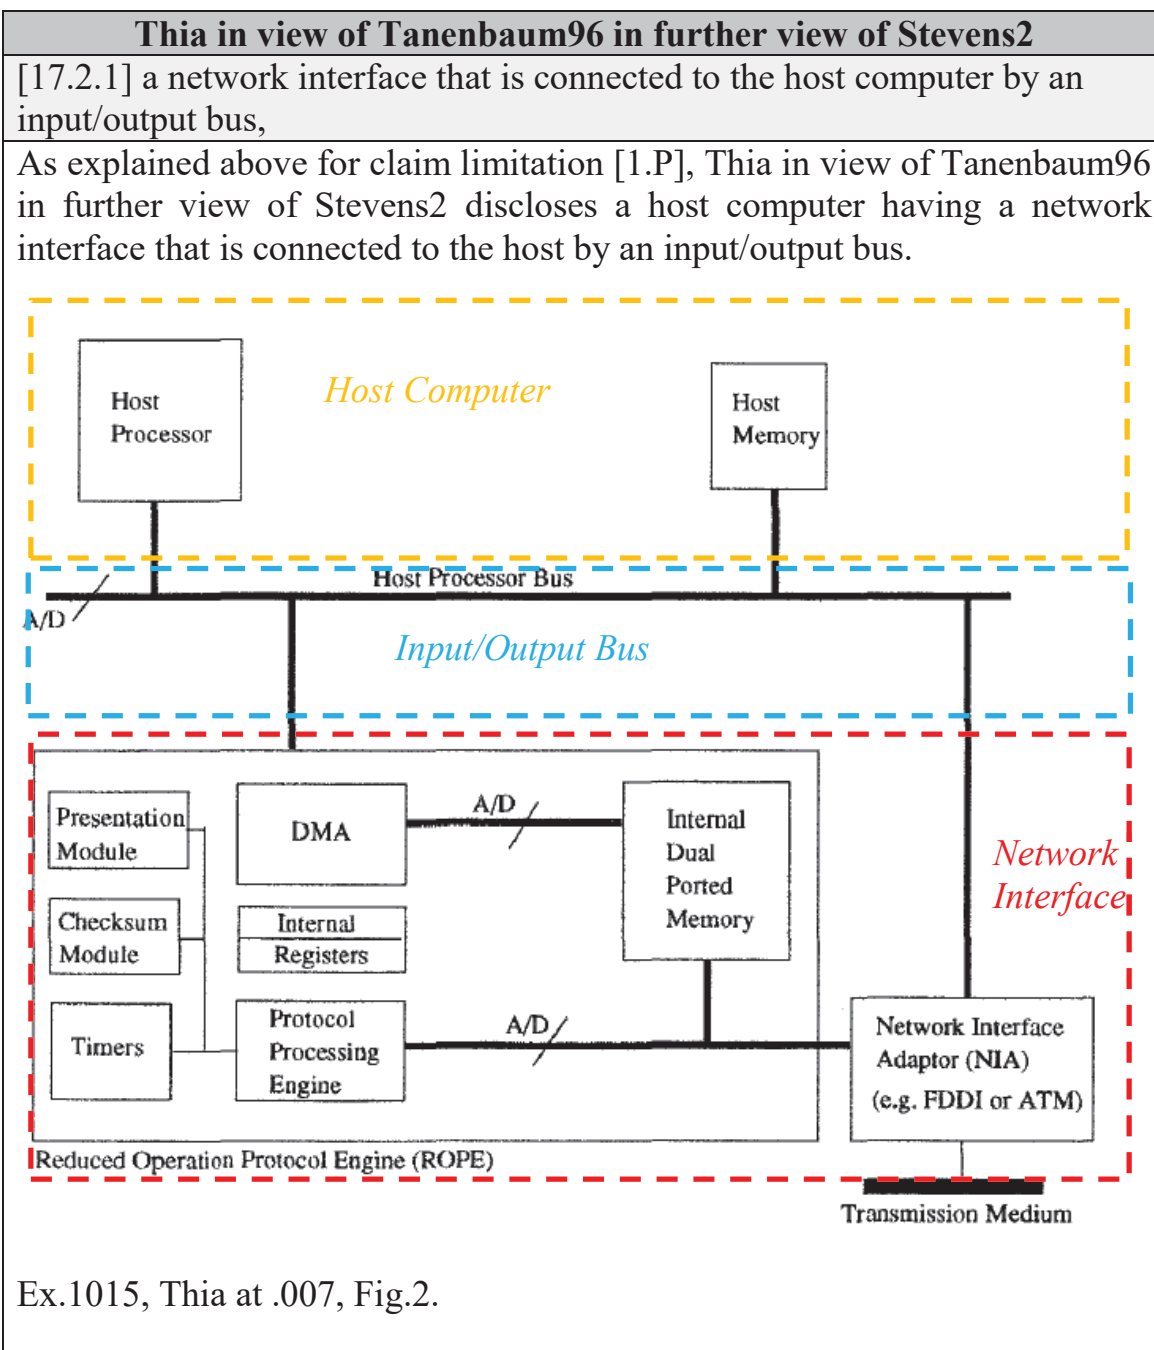 Thia in view of Tanenbaum96 in further view of Stevens2
[17.2.1] a network interface that is connected to the host computer by an
input/output bus,
As explained above for claim limitation [1.P], Thia in view of Tanenbaum96
in further view of Stevens2 discloses a host computer having a network
interface that is connected to the host by an input/output bus.
Host Computer
Host
Processor
Host
Memory
Host Processor Bus
A/D
Input/Output Bus
Presentation
Module
DMA
A/D
Internal
Dual
Ported
Memory
Network
Interface
Checksum
Module
Internal
Registers
Timers
Protocol
Processing
Engine
A/D
Network Interface
Adaptor (NIA)
(e.g. FDDI or ATM)
Reduced Operation Protocol Engine (ROPE)
Transmission Medium
Ex.1015, Thia at .007, Fig.2.